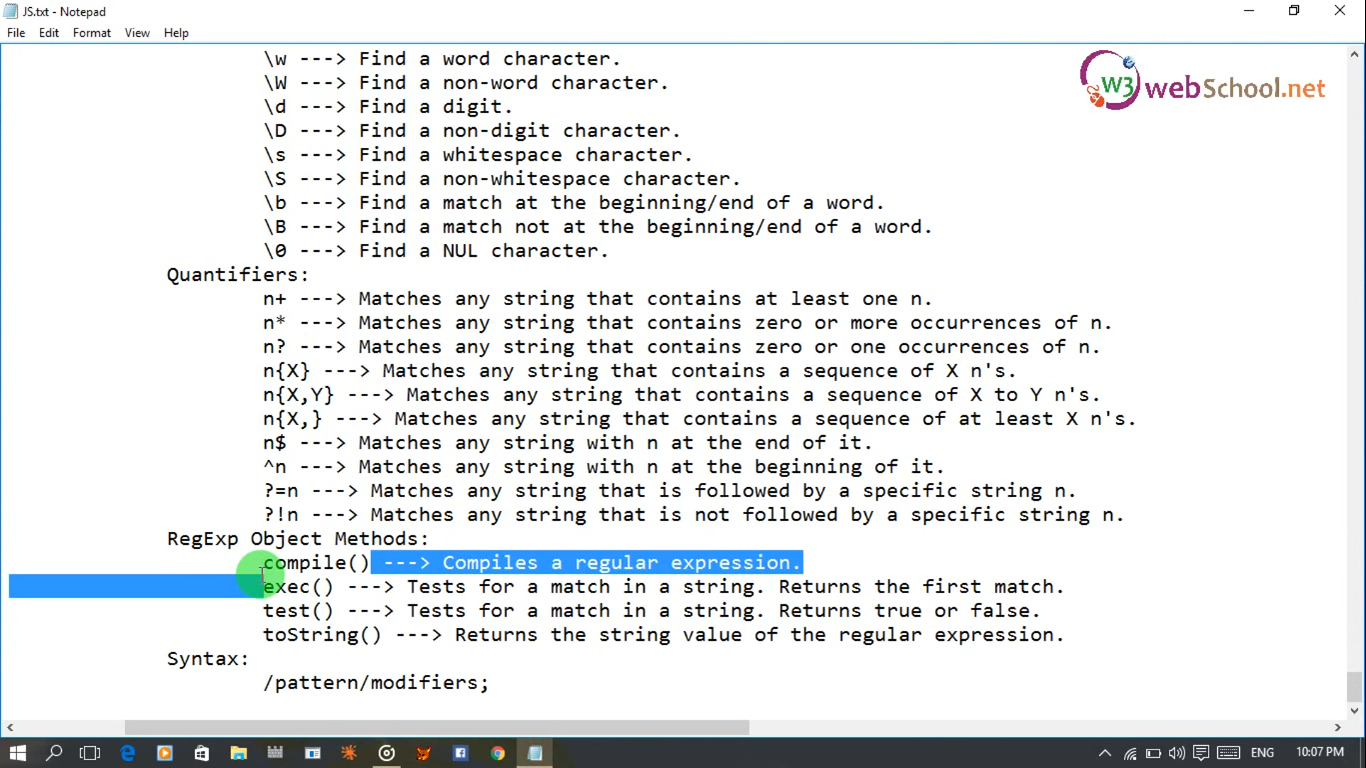 JS.txt - Notepad
File Edit Format View Help
\w ---> Find a word character.
\W ---> Find a non-word character.
\d ---> Find a digit.
\D ---> Find a non-digit character.
\s ---> Find a whitespace character.
\S ---> Find a non-whitespace character.
\b ---> Find a match at the beginning/end of a word.
\B ---> Find a match not at the beginning/end of a word.
\0 ---> Find a NUL character.
Quantifiers:
n+ ---> Matches any string that contains at least one n.
n* ---> Matches any string that contains zero or more occurrences of n.
n? ---> Matches any string that contains zero or one occurrences of n.
n{X} ---> Matches any string that contains a sequence of X n's.
n{X,Y} ---> Matches any string that contains a sequence of X to Y n's.
n{X,} ---> Matches any string that contains a sequence of at least X n's.
n$ ---> Matches any string with n at the end of it.
^n ---> Matches any string with n at the beginning of it.
?=n ---> Matches any string that is followed by a specific string n.
?!n ---> Matches any string that is not followed by a specific string n.
RegExp Object Methods:
compile() ---> Compiles a regular expression.
exec() ---> Tests for a match in a string. Returns the first match.
test() ---> Tests for a match in a string. Returns true or false.
toString() ---> Returns the string value of the regular expression.
Syntax:
/pattern/modifiers;
W3 webSchool.net
ENG 10:07 PM